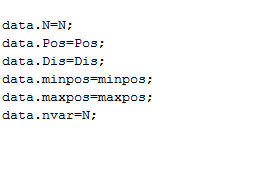 data.N=N;
data.Pos=Pos;
data.Dis=Dis;
data.minpos=minpos;
data.maxpos=maxpos;
data.nvar=N;